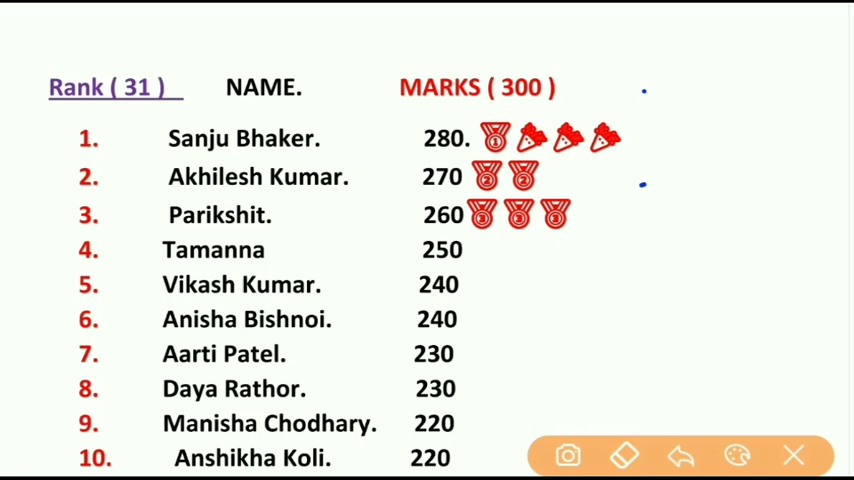 Rank ( 31 ) NAME. MARKS ( 300 )
1. Sanju Bhaker. 280.
2. Akhilesh Kumar. 270
3. Parikshit. 260
4. Tamanna 250
5. Vikash Kumar. 240
6. Anisha Bishnoi. 240
7. Aarti Patel. 230
8. Daya Rathor. 230
9. Manisha Chodhary. 220
10. Anshikha Koli. 220